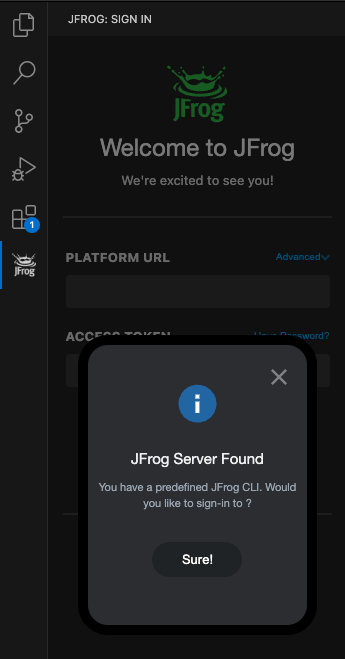 JFROG: SIGN IN
JFrog
Welcome to JFrog
We're excited to see you!
1
JFrog
PLATFORM URL
Advanced
ACCESS TOKEN
Have Password?
JFrog Server Found
You have a predefined JFrog CLI. Would
you like to sign-in to ?
Sure!